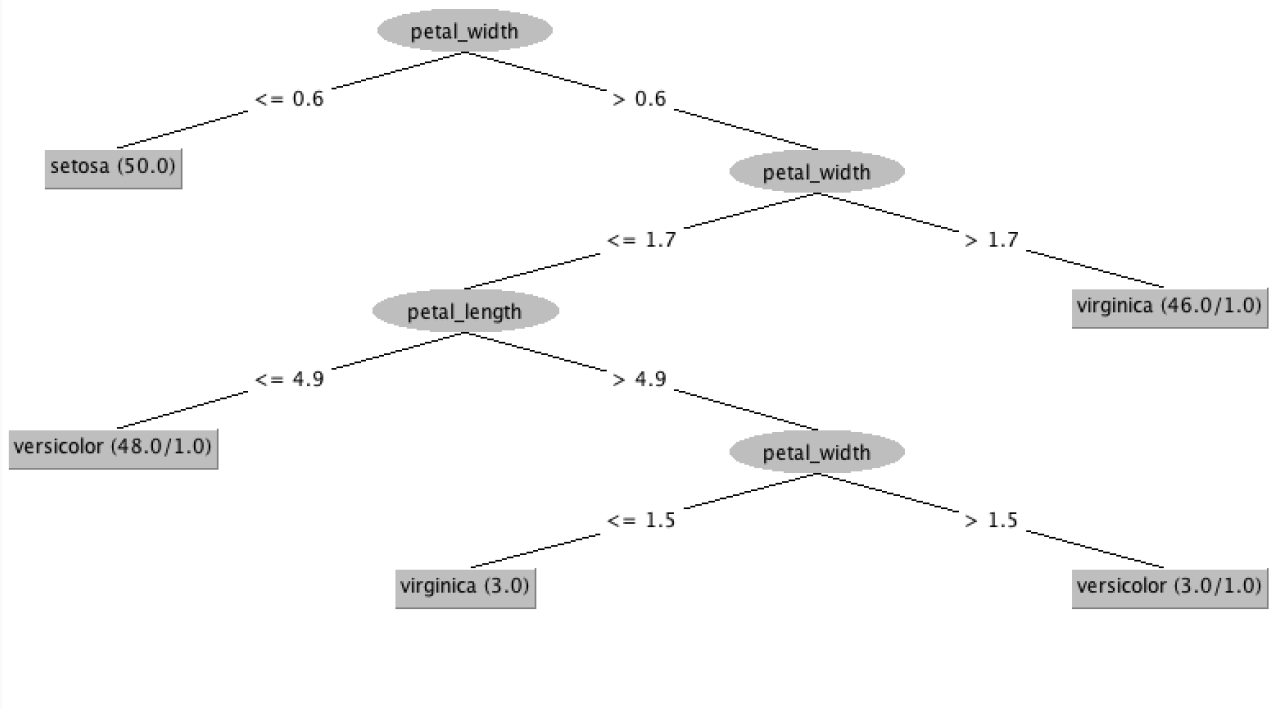 petal_width
<= 0.6
> 0.6
setosa (50.0)
petal_width
<= 1.7
> 1.7
petal_length
virginica (46.0/1.0)
<= 4.9
> 4.9
versicolor (48.0/1.0)
petal_width
<= 1.5
> 1.5
virginica (3.0)
versicolor (3.0/1.0)